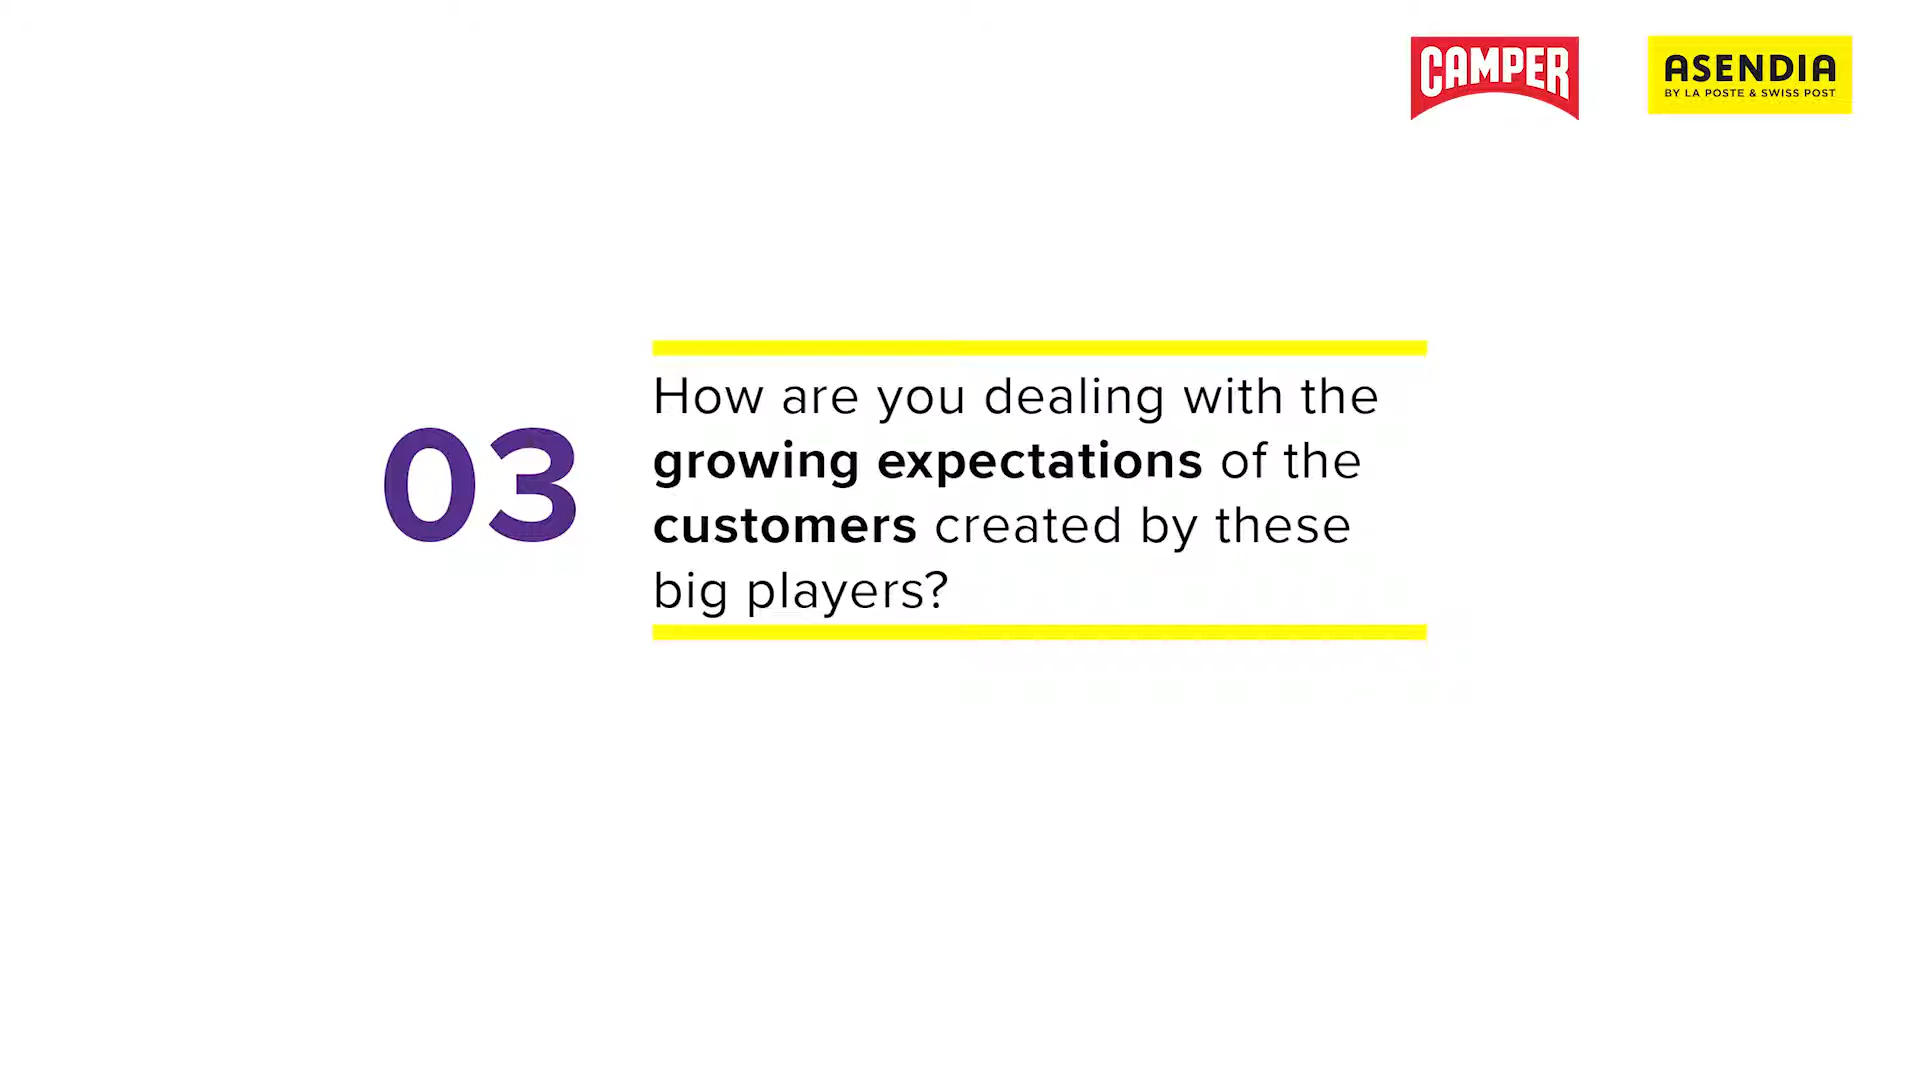 CAMPER
ASENDIA
BY LA POSTE & SWISS POST
03
How are you dealing with the
growing expectations of the
customers created by these
big players?